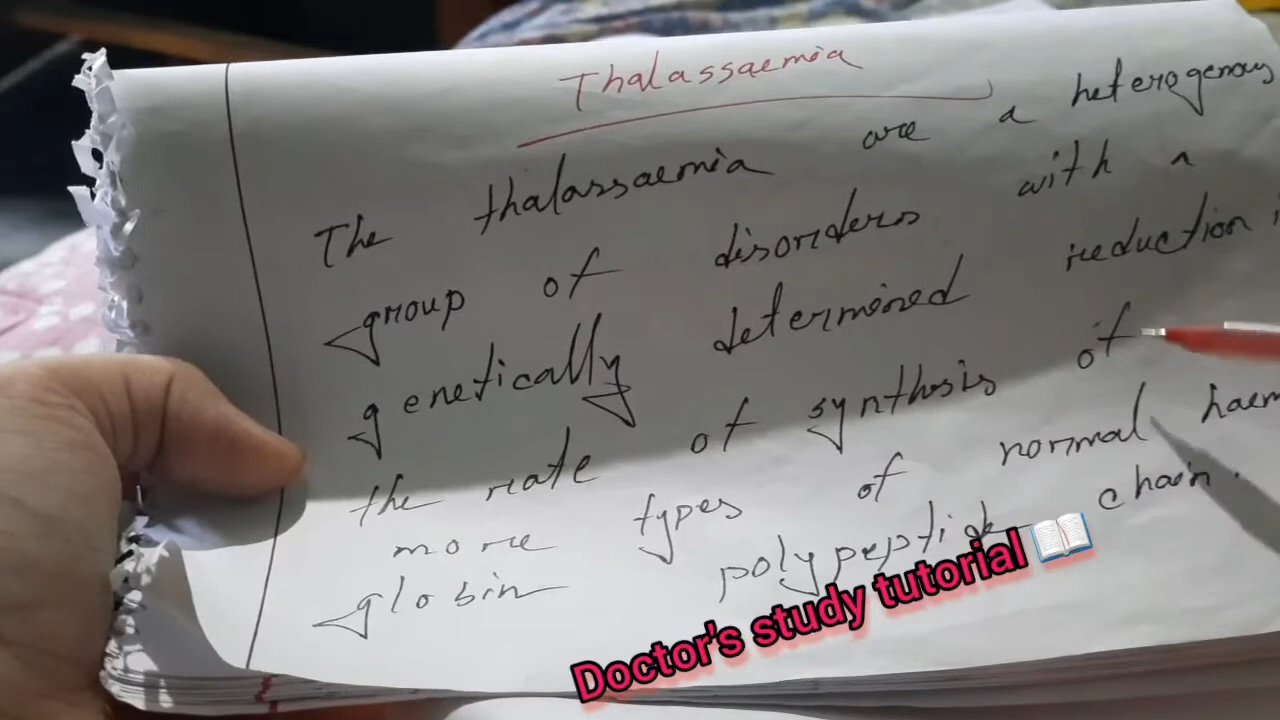 Thalassaemia
The thalassaemia are a heterogenous
group of disorders with a
genetically determined reduction
the rate of synthesis of
more types of normal haem
globin polypeptide chain.
Doctor's study tutorial 📖